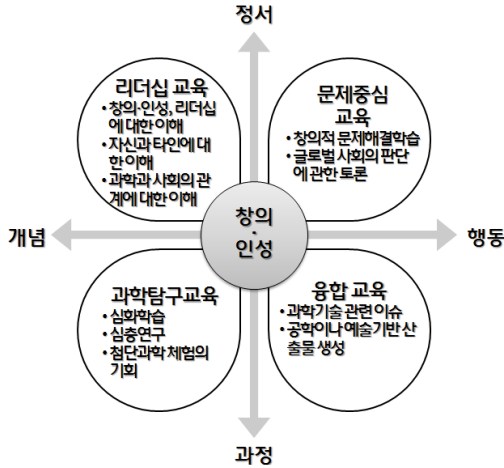 정서
리더십 교육
• 창의·인성, 리더십
에 대한 이해
• 자신과 타인에 대
한 이해
• 과학과 사회의 관
계에 대한 이해
문제중심
교육
• 창의적 문제해결학습
• 글로벌 사회의 판단
에 관한 토론
개념
창의
·
인성
행동
과학탐구교육
• 심화학습
• 심층연구
• 첨단과학 체험의
기회
융합 교육
• 과학기술 관련 이슈
• 공학이나 예술기반 산
출물 생성
과정